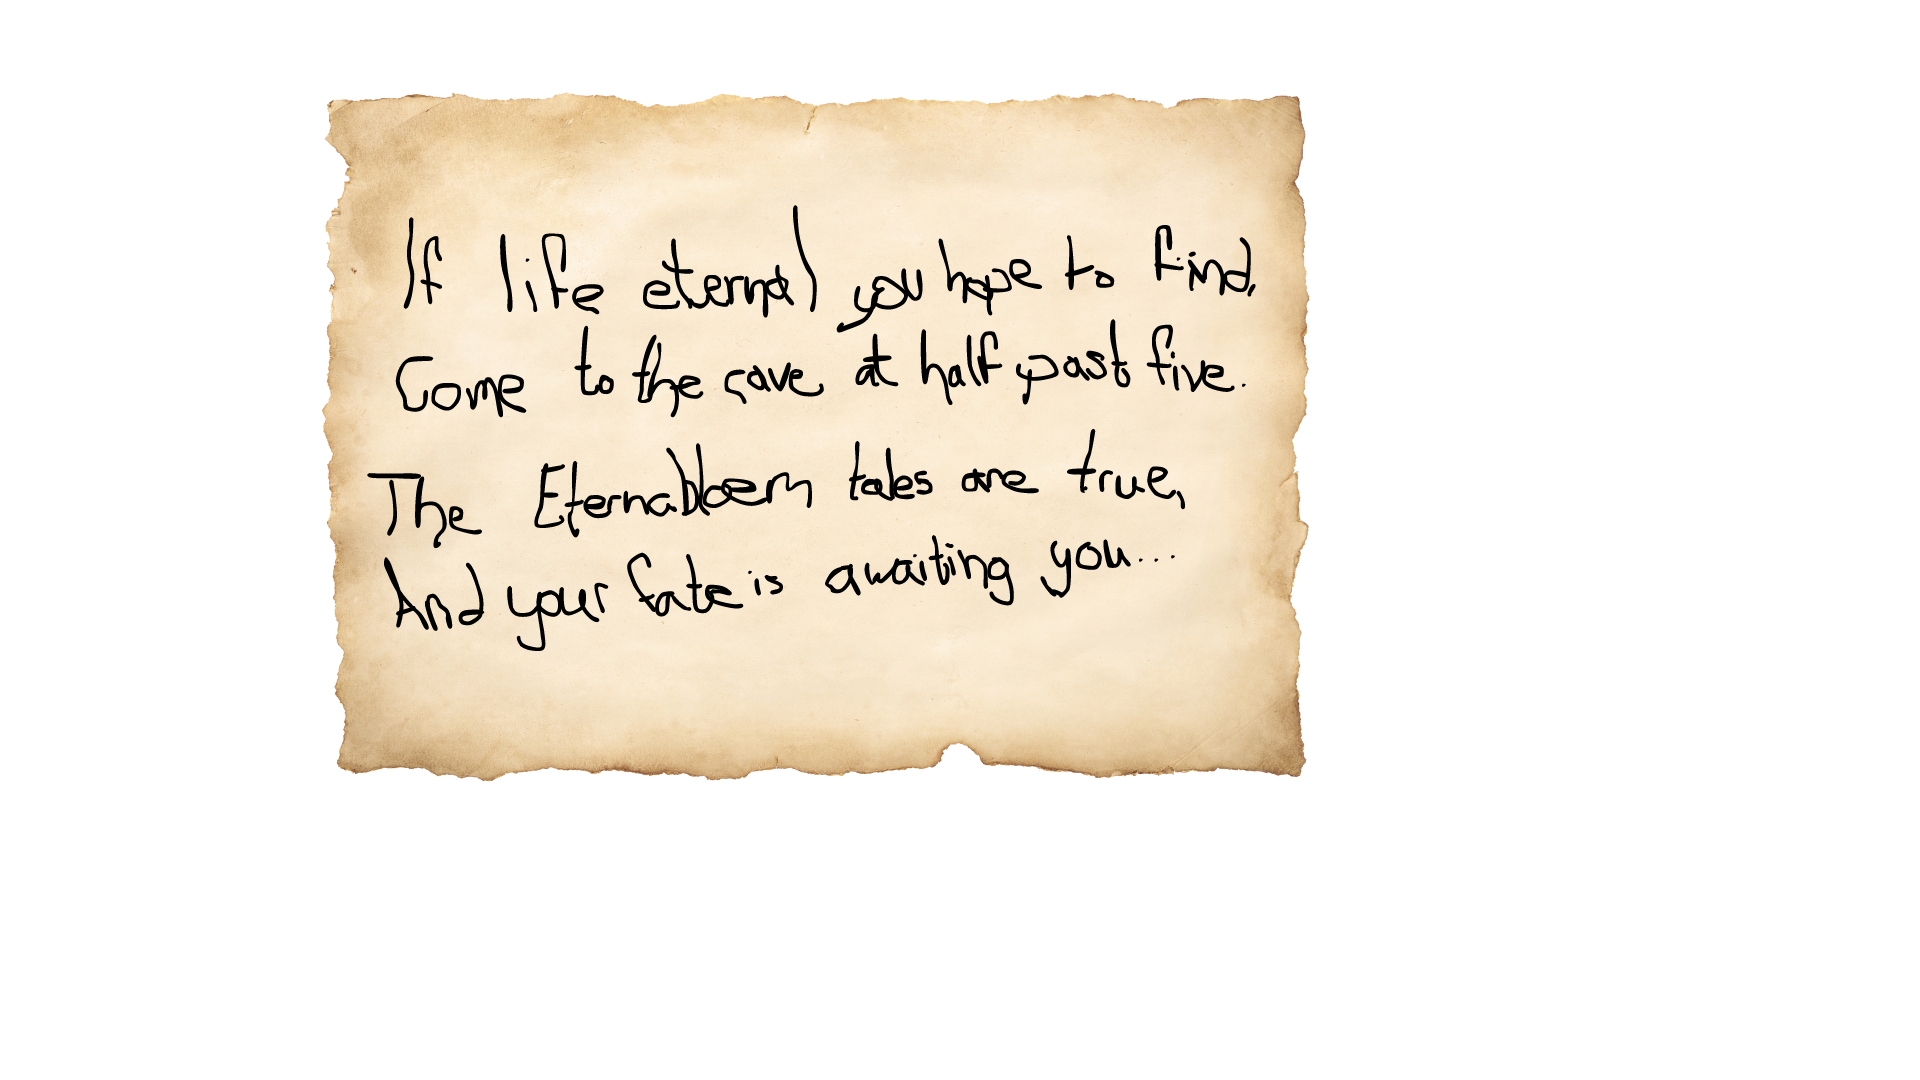 If life eternal you hope to find,
Come to the cave at half past five.
The Eternabloem tales are true,
And your fate is awaiting you...